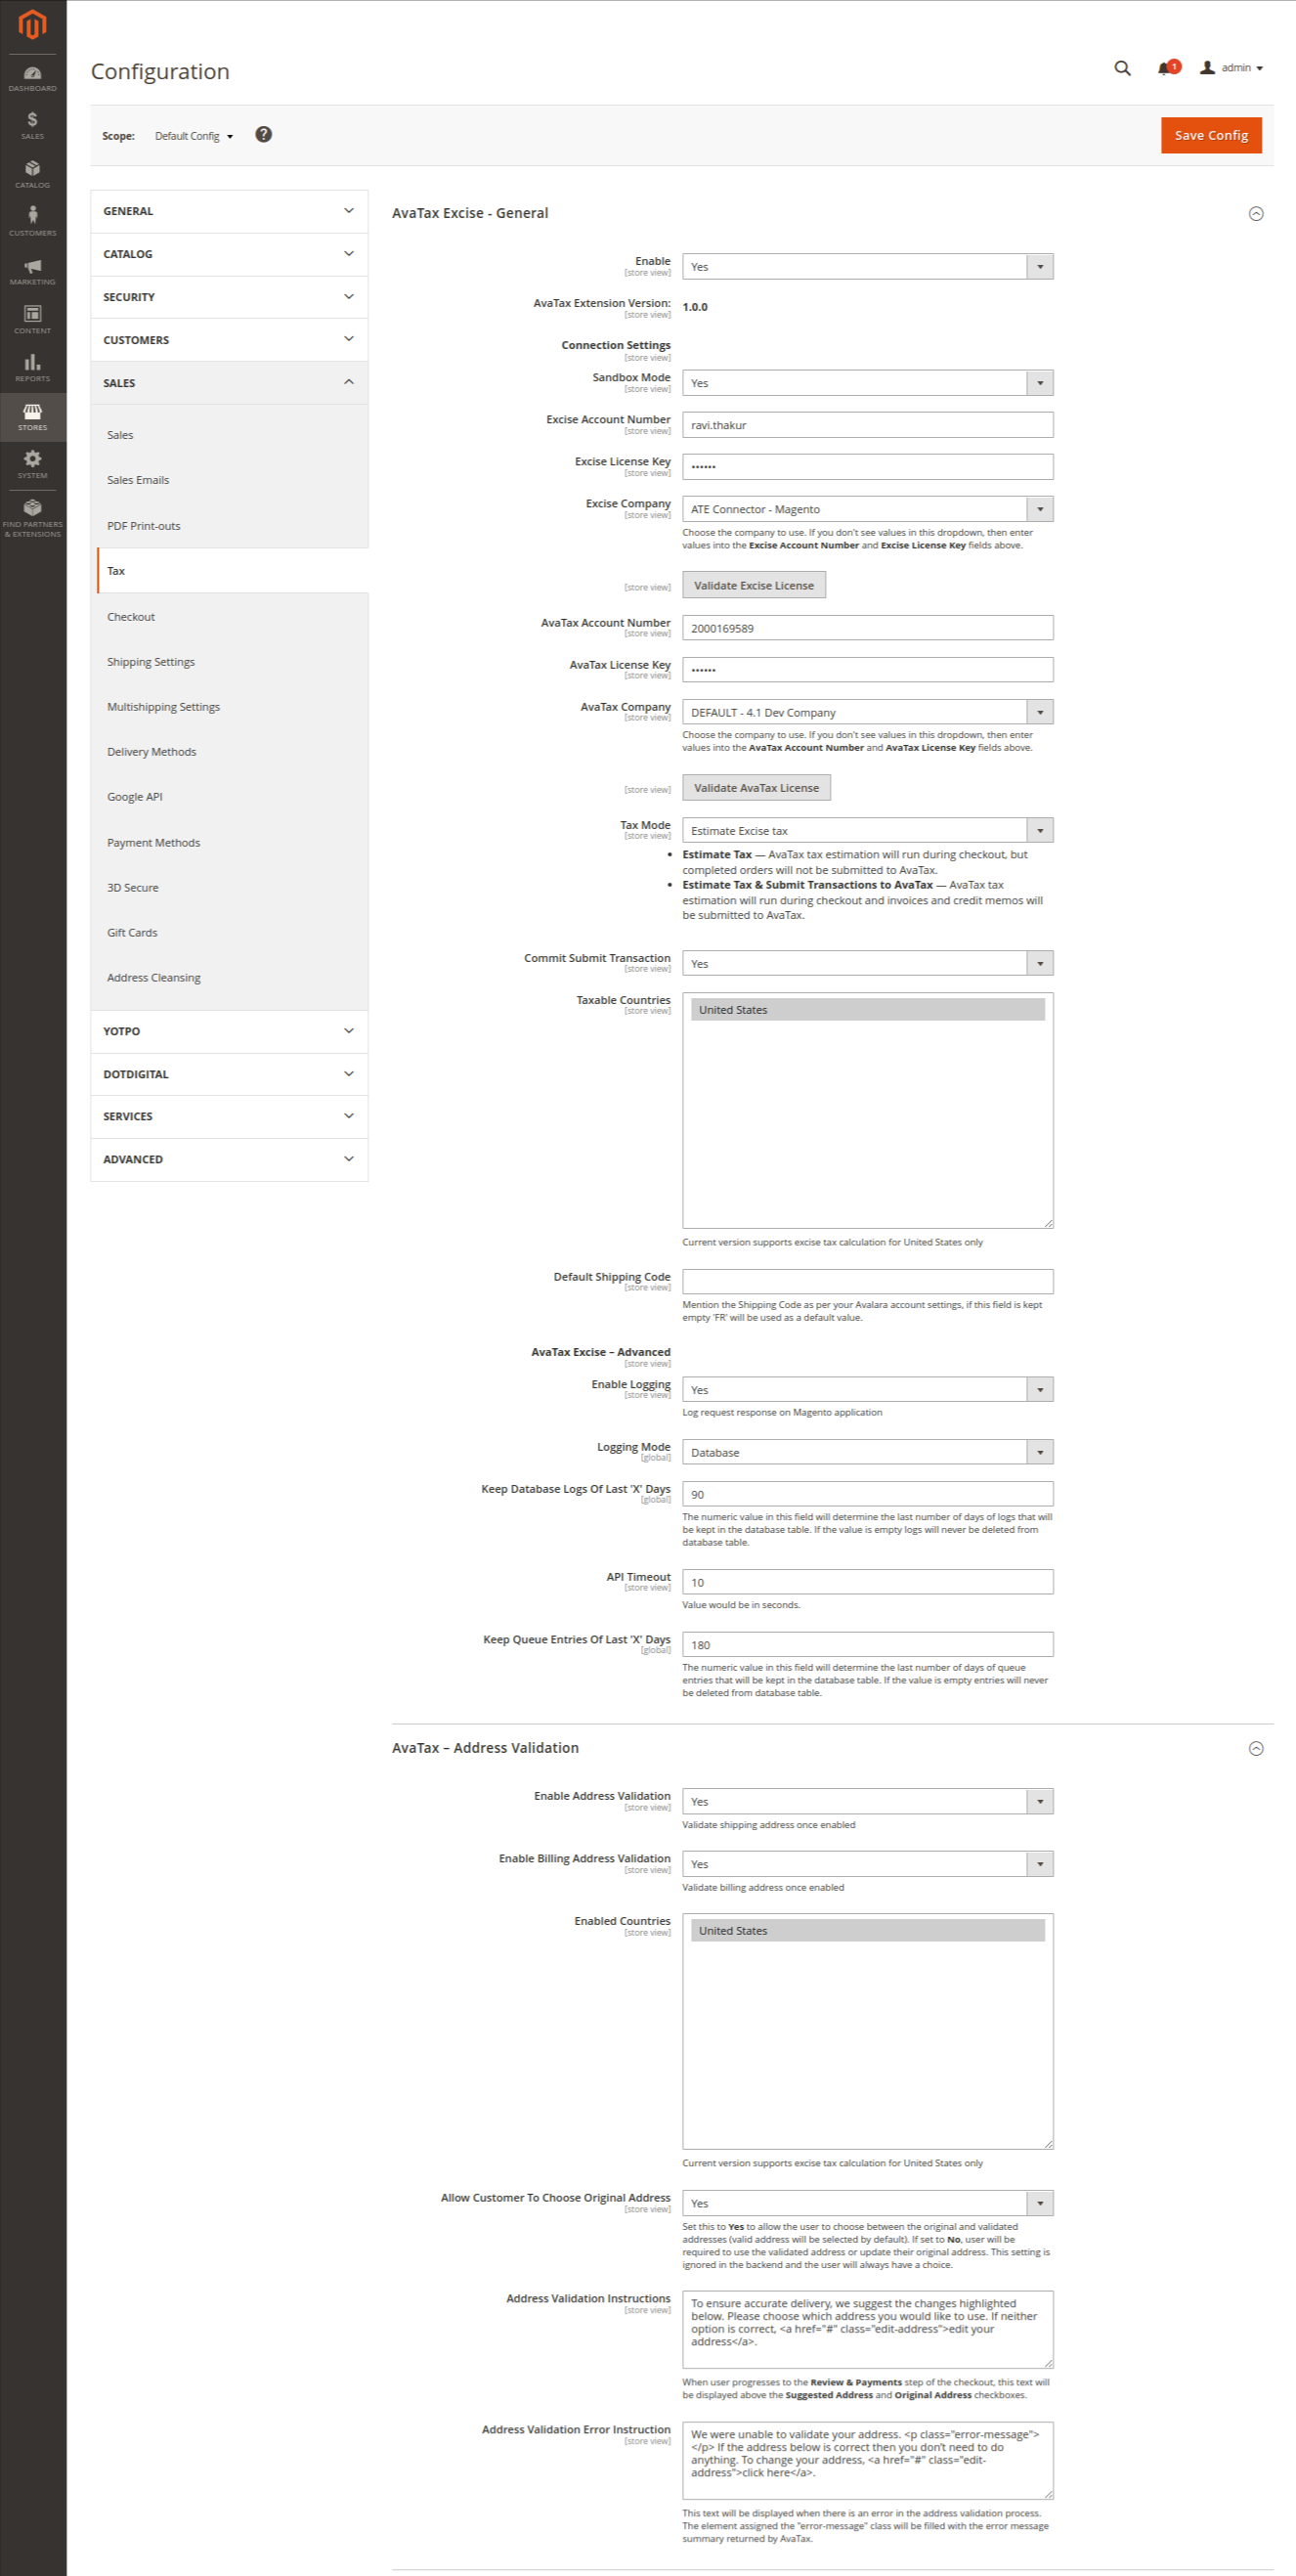 Configuration
1
admin
DASHBOARD
SALES
CATALOG
CUSTOMERS
MARKETING
CONTENT
REPORTS
STORES
SYSTEM
FIND PARTNERS
& EXTENSIONS
Scope:
Default Config
?
Save Config
GENERAL
CATALOG
SECURITY
CUSTOMERS
SALES
Sales
Sales Emails
PDF Print-outs
Tax
Checkout
Shipping Settings
Multishipping Settings
Delivery Methods
Google API
Payment Methods
3D Secure
Gift Cards
Address Cleansing
YOTPO
DOTDIGITAL
SERVICES
ADVANCED
AvaTax Excise - General
Enable
[store view]
Yes
AvaTax Extension Version:
[store view]
1.0.0
Connection Settings
[store view]
Sandbox Mode
[store view]
Yes
Excise Account Number
[store view]
ravi.thakur
Excise License Key
[store view]
••••••
Excise Company
[store view]
ATE Connector - Magento
Choose the company to use. If you don't see values in this dropdown, then enter
values into the Excise Account Number and Excise License Key fields above.
[store view]
Validate Excise License
AvaTax Account Number
[store view]
2000169589
AvaTax License Key
[store view]
••••••
AvaTax Company
[store view]
DEFAULT - 4.1 Dev Company
Choose the company to use. If you don't see values in this dropdown, then enter
values into the AvaTax Account Number and AvaTax License Key fields above.
[store view]
Validate AvaTax License
Tax Mode
[store view]
Estimate Excise tax
• Estimate Tax — AvaTax tax estimation will run during checkout, but
completed orders will not be submitted to AvaTax.
• Estimate Tax & Submit Transactions to AvaTax — AvaTax tax
estimation will run during checkout and invoices and credit memos will
be submitted to AvaTax.
Commit Submit Transaction
[store view]
Yes
Taxable Countries
[store view]
United States
Current version supports excise tax calculation for United States only
Default Shipping Code
[store view]
Mention the Shipping Code as per your Avalara account settings, if this field is kept
empty 'FR' will be used as a default value.
AvaTax Excise – Advanced
[store view]
Enable Logging
[store view]
Yes
Log request response on Magento application
Logging Mode
[global]
Database
Keep Database Logs Of Last 'X' Days
[global]
90
The numeric value in this field will determine the last number of days of logs that will
be kept in the database table. If the value is empty logs will never be deleted from
database table.
API Timeout
[store view]
10
Value would be in seconds.
Keep Queue Entries Of Last 'X' Days
[global]
180
The numeric value in this field will determine the last number of days of queue
entries that will be kept in the database table. If the value is empty entries will never
be deleted from database table.
AvaTax – Address Validation
Enable Address Validation
[store view]
Yes
Validate shipping address once enabled
Enable Billing Address Validation
[store view]
Yes
Validate billing address once enabled
Enabled Countries
[store view]
United States
Current version supports excise tax calculation for United States only
Allow Customer To Choose Original Address
[store view]
Yes
Set this to Yes to allow the user to choose between the original and validated
addresses (valid address will be selected by default). If set to No, user will be
required to use the validated address or update their original address. This setting is
ignored in the backend and the user will always have a choice.
Address Validation Instructions
[store view]
To ensure accurate delivery, we suggest the changes highlighted
below. Please choose which address you would like to use. If neither
option is correct, <a href="#" class="edit-address">edit your
address</a>.
When user progresses to the Review & Payments step of the checkout, this text will
be displayed above the Suggested Address and Original Address checkboxes.
Address Validation Error Instruction
[store view]
We were unable to validate your address. <p class="error-message">
</p> If the address below is correct then you don't need to do
anything. To change your address, <a href="#" class="edit-
address">click here</a>.
This text will be displayed when there is an error in the address validation process.
The element assigned the "error-message" class will be filled with the error message
summary returned by AvaTax.